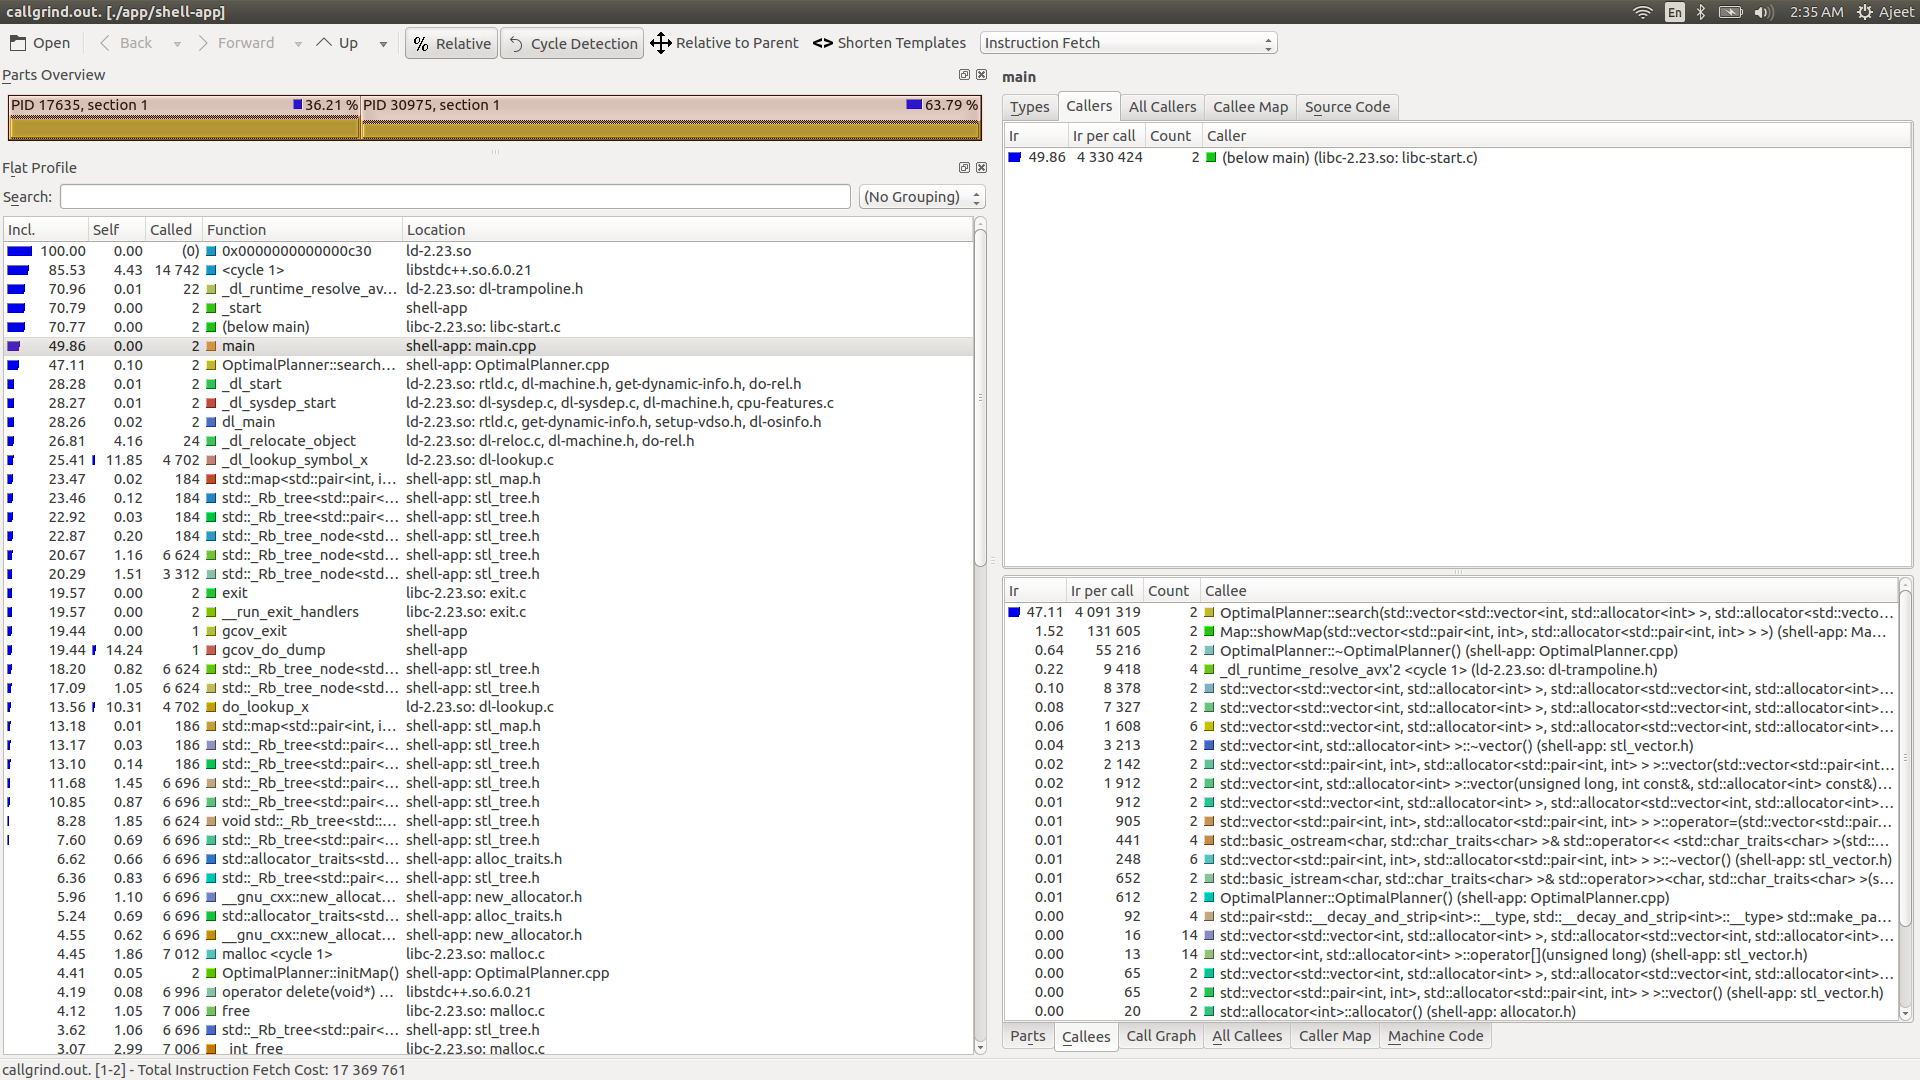 callgrind.out. [./app/shell-app]
En 2:35 AM Ajeet
Open Back Forward Up % Relative Cycle Detection Relative to Parent <> Shorten Templates Instruction Fetch
Parts Overview
PID 17635, section 1 36.21 % PID 30975, section 1 63.79 %
Flat Profile
Search: (No Grouping)
Incl. Self Called Function Location
100.00 0.00 (0) 0x0000000000000c30 ld-2.23.so
85.53 4.43 14 742 <cycle 1> libstdc++.so.6.0.21
70.96 0.01 22 _dl_runtime_resolve_av... ld-2.23.so: dl-trampoline.h
70.79 0.00 2 _start shell-app
70.77 0.00 2 (below main) libc-2.23.so: libc-start.c
49.86 0.00 2 main shell-app: main.cpp
47.11 0.10 2 OptimalPlanner::search... shell-app: OptimalPlanner.cpp
28.28 0.01 2 _dl_start ld-2.23.so: rtld.c, dl-machine.h, get-dynamic-info.h, do-rel.h
28.27 0.01 2 _dl_sysdep_start ld-2.23.so: dl-sysdep.c, dl-sysdep.c, dl-machine.h, cpu-features.c
28.26 0.02 2 dl_main ld-2.23.so: rtld.c, get-dynamic-info.h, setup-vdso.h, dl-osinfo.h
26.81 4.16 24 _dl_relocate_object ld-2.23.so: dl-reloc.c, dl-machine.h, do-rel.h
25.41 11.85 4 702 _dl_lookup_symbol_x ld-2.23.so: dl-lookup.c
23.47 0.02 184 std::map<std::pair<int, i... shell-app: stl_map.h
23.46 0.12 184 std::_Rb_tree<std::pair<... shell-app: stl_tree.h
22.92 0.03 184 std::_Rb_tree<std::pair<... shell-app: stl_tree.h
22.87 0.20 184 std::_Rb_tree_node<std... shell-app: stl_tree.h
20.67 1.16 6 624 std::_Rb_tree_node<std... shell-app: stl_tree.h
20.29 1.51 3 312 std::_Rb_tree_node<std... shell-app: stl_tree.h
19.57 0.00 2 exit libc-2.23.so: exit.c
19.57 0.00 2 __run_exit_handlers libc-2.23.so: exit.c
19.44 0.00 1 gcov_exit shell-app
19.44 14.24 1 gcov_do_dump shell-app
18.20 0.82 6 624 std::_Rb_tree_node<std... shell-app: stl_tree.h
17.09 1.05 6 624 std::_Rb_tree_node<std... shell-app: stl_tree.h
13.56 10.31 4 702 do_lookup_x ld-2.23.so: dl-lookup.c
13.18 0.01 186 std::map<std::pair<int, i... shell-app: stl_map.h
13.17 0.03 186 std::_Rb_tree<std::pair<... shell-app: stl_tree.h
13.10 0.14 186 std::_Rb_tree<std::pair<... shell-app: stl_tree.h
11.68 1.45 6 696 std::_Rb_tree<std::pair<... shell-app: stl_tree.h
10.85 0.87 6 696 std::_Rb_tree<std::pair<... shell-app: stl_tree.h
8.28 1.85 6 624 void std::_Rb_tree<std::... shell-app: stl_tree.h
7.60 0.69 6 696 std::_Rb_tree<std::pair<... shell-app: stl_tree.h
6.62 0.66 6 696 std::allocator_traits<std... shell-app: alloc_traits.h
6.36 0.83 6 696 std::_Rb_tree<std::pair<... shell-app: stl_tree.h
5.96 1.10 6 696 __gnu_cxx::new_allocat... shell-app: new_allocator.h
5.24 0.69 6 696 std::allocator_traits<std... shell-app: alloc_traits.h
4.55 0.62 6 696 __gnu_cxx::new_allocat... shell-app: new_allocator.h
4.45 1.86 7 012 malloc <cycle 1> libc-2.23.so: malloc.c
4.41 0.05 2 OptimalPlanner::initMap() shell-app: OptimalPlanner.cpp
4.19 0.08 6 996 operator delete(void*) ... libstdc++.so.6.0.21
4.12 1.05 7 006 free libc-2.23.so: malloc.c
3.62 1.06 6 696 std::_Rb_tree<std::pair<... shell-app: stl_tree.h
3.07 2.99 7 006 _int_free libc-2.23.so: malloc.c
callgrind.out. [1-2] - Total Instruction Fetch Cost: 17 369 761
main
Types Callers All Callers Callee Map Source Code
Ir Ir per call Count Caller
49.86 4 330 424 2 (below main) (libc-2.23.so: libc-start.c)
Ir Ir per call Count Callee
47.11 4 091 319 2 OptimalPlanner::search(std::vector<std::vector<int, std::allocator<int> >, std::allocator<std::vecto...
1.52 131 605 2 Map::showMap(std::vector<std::pair<int, int>, std::allocator<std::pair<int, int> > >) (shell-app: Ma...
0.64 55 216 2 OptimalPlanner::~OptimalPlanner() (shell-app: OptimalPlanner.cpp)
0.22 9 418 4 _dl_runtime_resolve_avx'2 <cycle 1> (ld-2.23.so: dl-trampoline.h)
0.10 8 378 2 std::vector<std::vector<int, std::allocator<int> >, std::allocator<std::vector<int, std::allocator<int>...
0.08 7 327 2 std::vector<std::vector<int, std::allocator<int> >, std::allocator<std::vector<int, std::allocator<int>...
0.06 1 608 6 std::vector<std::vector<int, std::allocator<int> >, std::allocator<std::vector<int, std::allocator<int>...
0.04 3 213 2 std::vector<int, std::allocator<int> >::~vector() (shell-app: stl_vector.h)
0.02 2 142 2 std::vector<std::pair<int, int>, std::allocator<std::pair<int, int> > >::vector(std::vector<std::pair<int...
0.02 1 912 2 std::vector<int, std::allocator<int> >::vector(unsigned long, int const&, std::allocator<int> const&)...
0.01 912 2 std::vector<std::vector<int, std::allocator<int> >, std::allocator<std::vector<int, std::allocator<int>...
0.01 905 2 std::vector<std::pair<int, int>, std::allocator<std::pair<int, int> > >::operator=(std::vector<std::pair...
0.01 441 4 std::basic_ostream<char, std::char_traits<char> >& std::operator<< <std::char_traits<char> >(std::...
0.01 248 6 std::vector<std::pair<int, int>, std::allocator<std::pair<int, int> > >::~vector() (shell-app: stl_vector.h)
0.01 652 2 std::basic_istream<char, std::char_traits<char> >& std::operator>><char, std::char_traits<char> >(s...
0.01 612 2 OptimalPlanner::OptimalPlanner() (shell-app: OptimalPlanner.cpp)
0.00 92 4 std::pair<std::__decay_and_strip<int>::__type, std::__decay_and_strip<int>::__type> std::make_pa...
0.00 16 14 std::vector<std::vector<int, std::allocator<int> >, std::allocator<std::vector<int, std::allocator<int>...
0.00 13 14 std::vector<int, std::allocator<int> >::operator[](unsigned long) (shell-app: stl_vector.h)
0.00 65 2 std::vector<std::vector<int, std::allocator<int> >, std::allocator<std::vector<int, std::allocator<int>...
0.00 65 2 std::vector<std::pair<int, int>, std::allocator<std::pair<int, int> > >::vector() (shell-app: stl_vector.h)
0.00 20 2 std::allocator<int>::allocator() (shell-app: allocator.h)
Parts Callees Call Graph All Callees Caller Map Machine Code